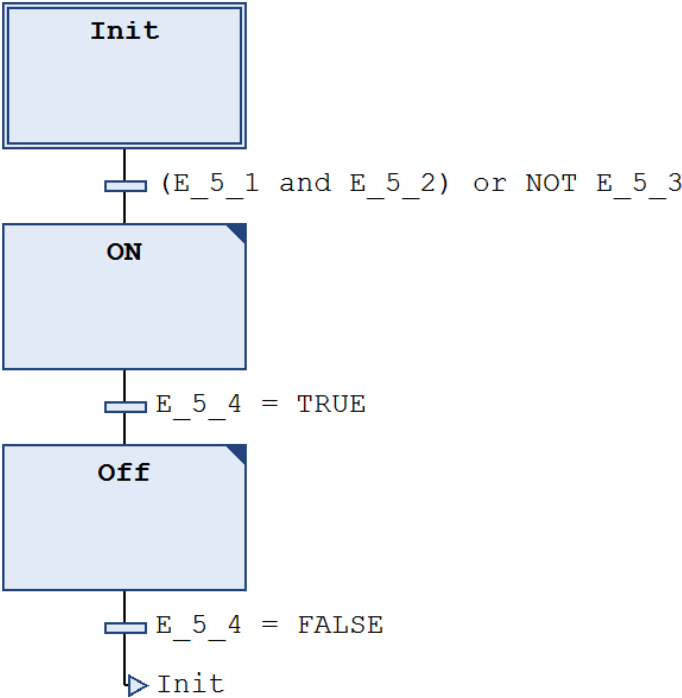 Init
(E_5_1 and E_5_2) or NOT E_5_3
ON
E_5_4 = TRUE
Off
E_5_4 = FALSE
Init